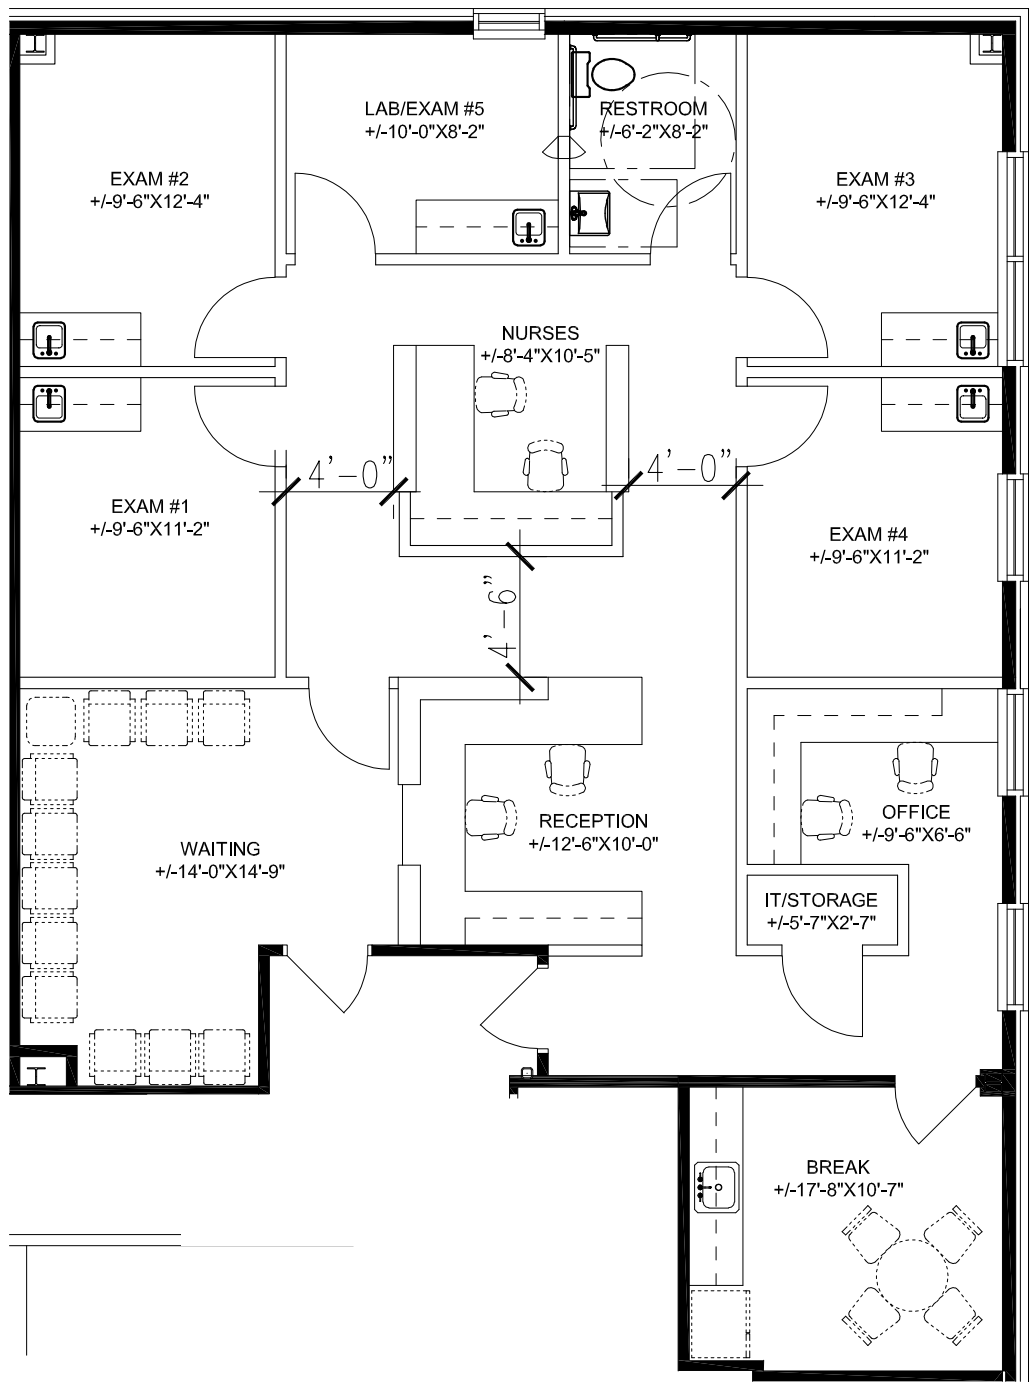 LAB/EXAM #5
+/-10'-0"X8'-2"
RESTROOM
+/-6'-2"X8'-2"
EXAM #2
+/-9'-6"X12'-4"
EXAM #3
+/-9'-6"X12'-4"
NURSES
+/-8'-4"X10'-5"
4'-0"
4'-0"
EXAM #1
+/-9'-6"X11'-2"
EXAM #4
+/-9'-6"X11'-2"
4'-6"
OFFICE
+/-9'-6"X6'-6"
RECEPTION
+/-12'-6"X10'-0"
WAITING
+/-14'-0"X14'-9"
IT/STORAGE
+/-5'-7"X2'-7"
BREAK
+/-17'-8"X10'-7"